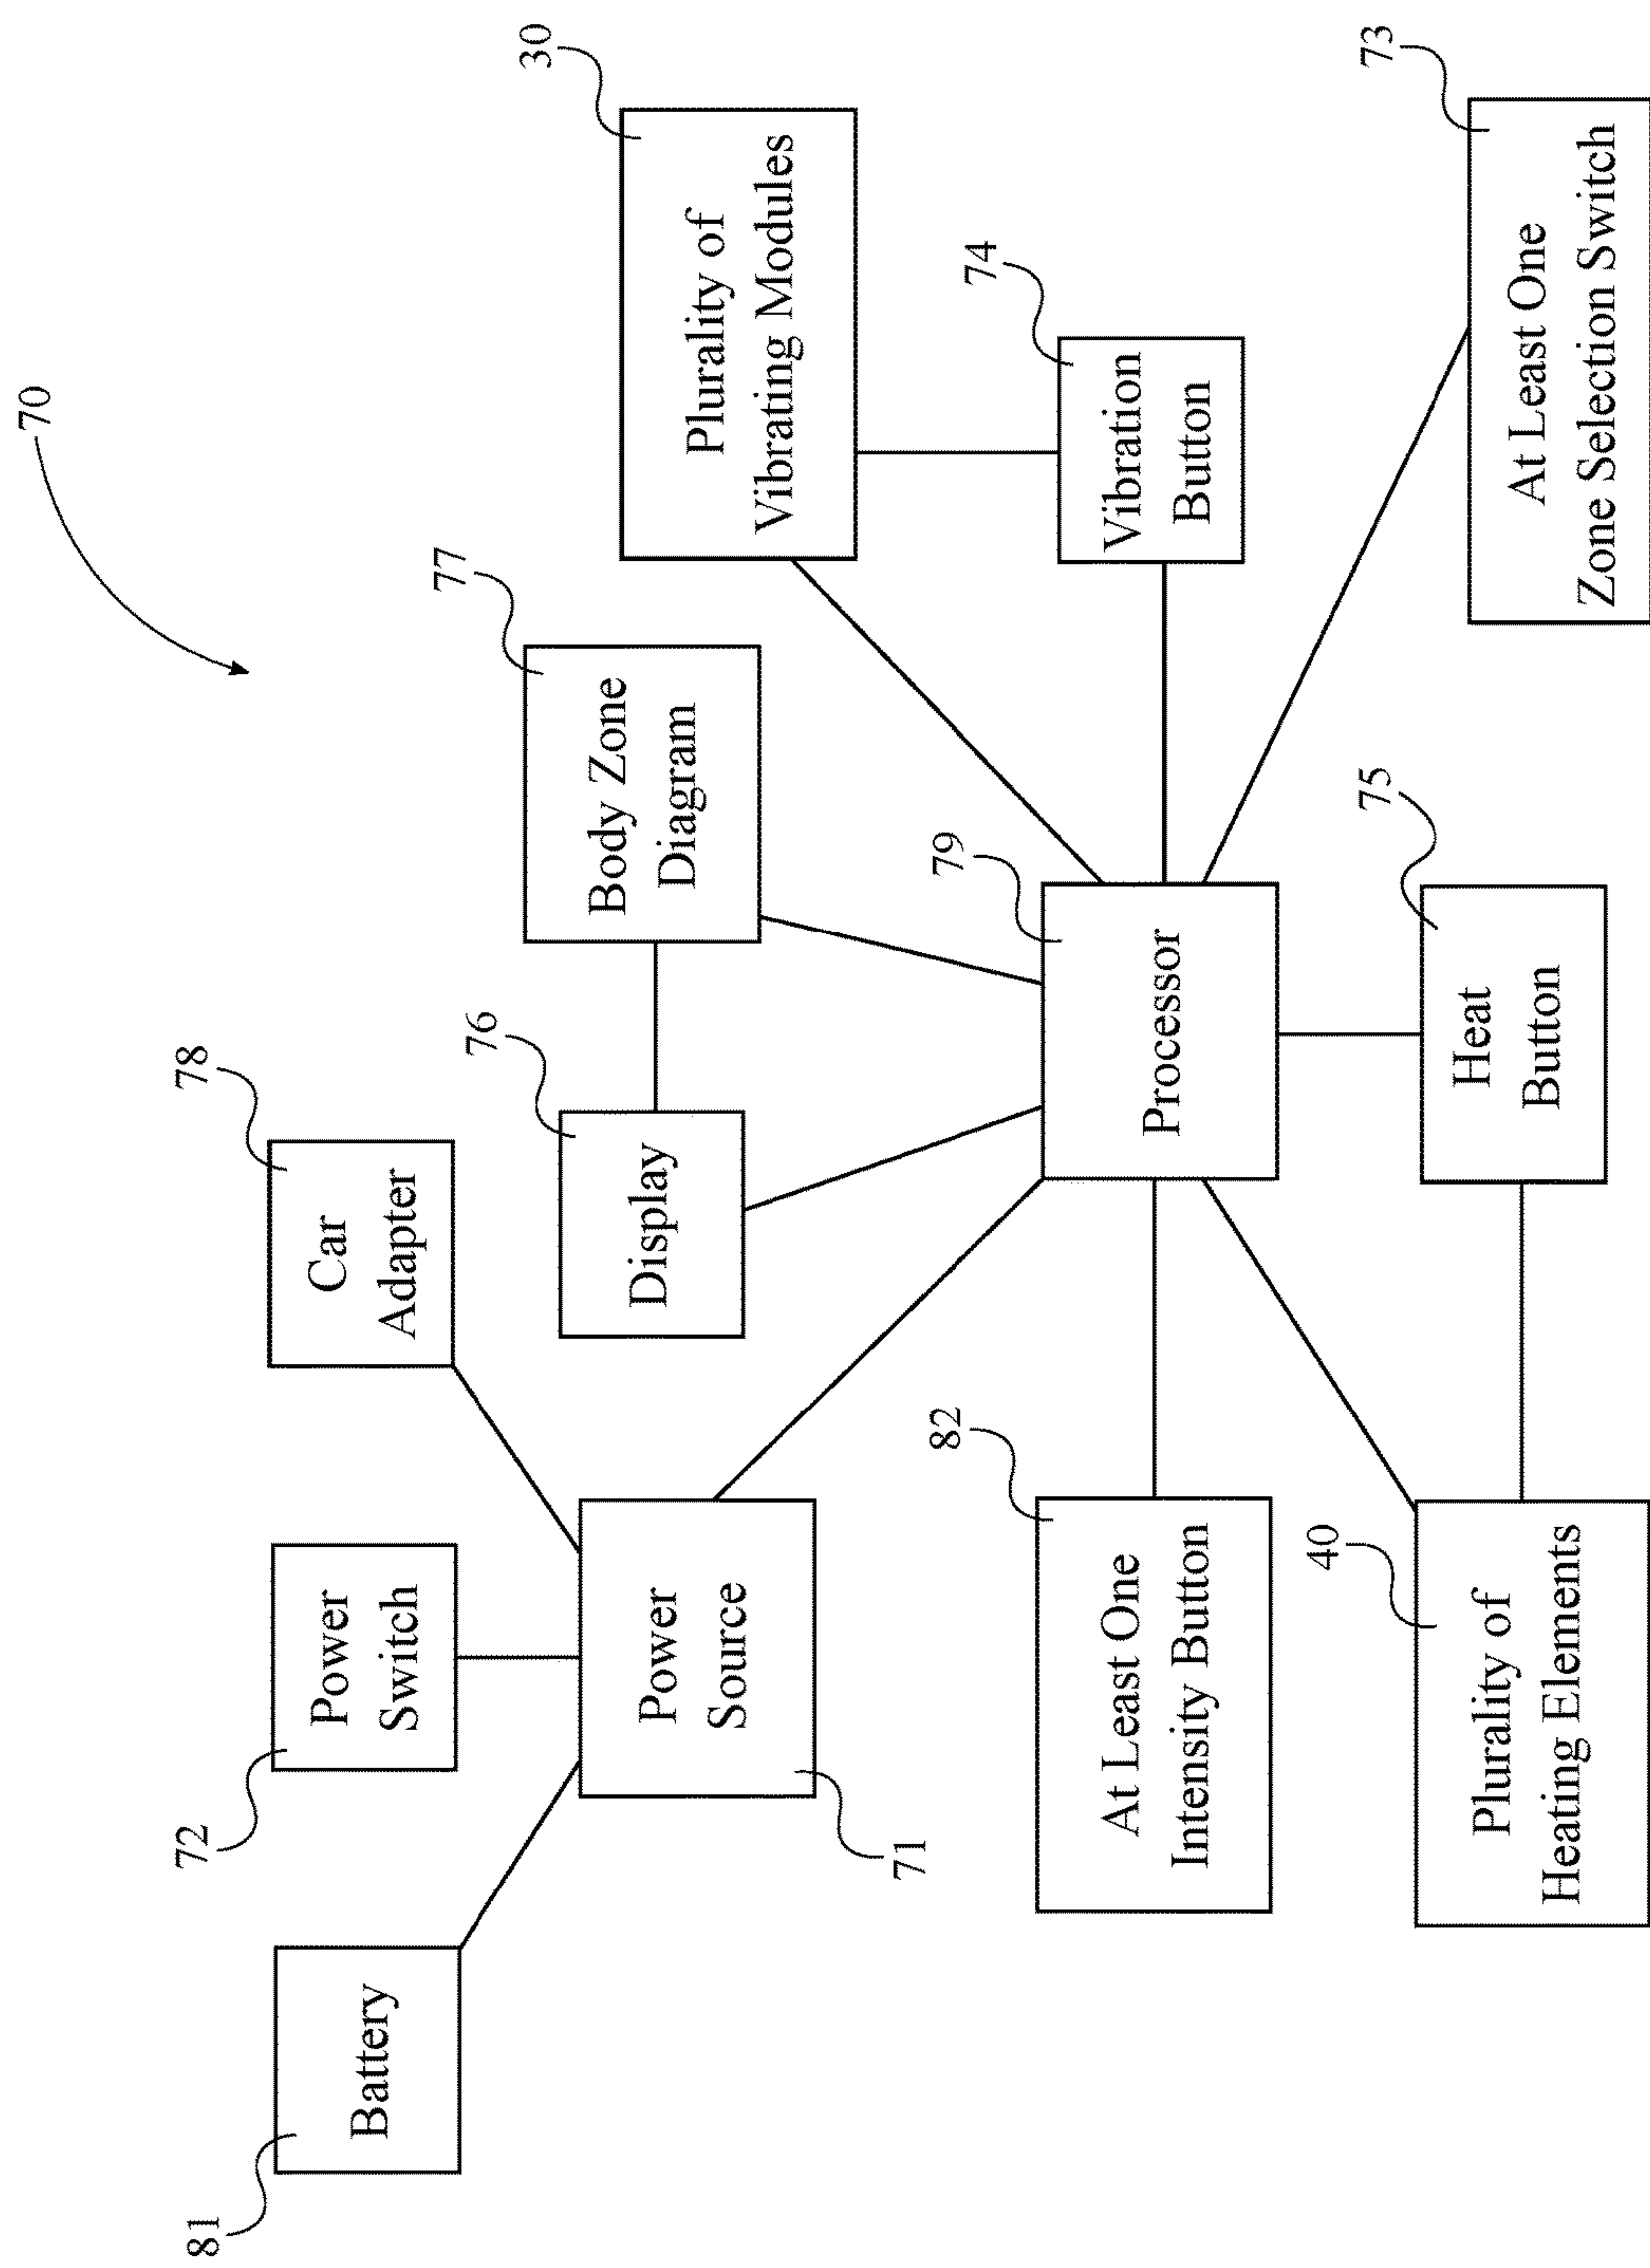 70
81
Battery
72
Power
Switch
78
Car
Adapter
Power
Source
71
76
Display
77
Body Zone
Diagram
30
Plurality of
Vibrating Modules
82
At Least One
Intensity Button
79
Processor
74
Vibration
Button
40
Plurality of
Heating Elements
75
Heat
Button
73
At Least One
Zone Selection Switch